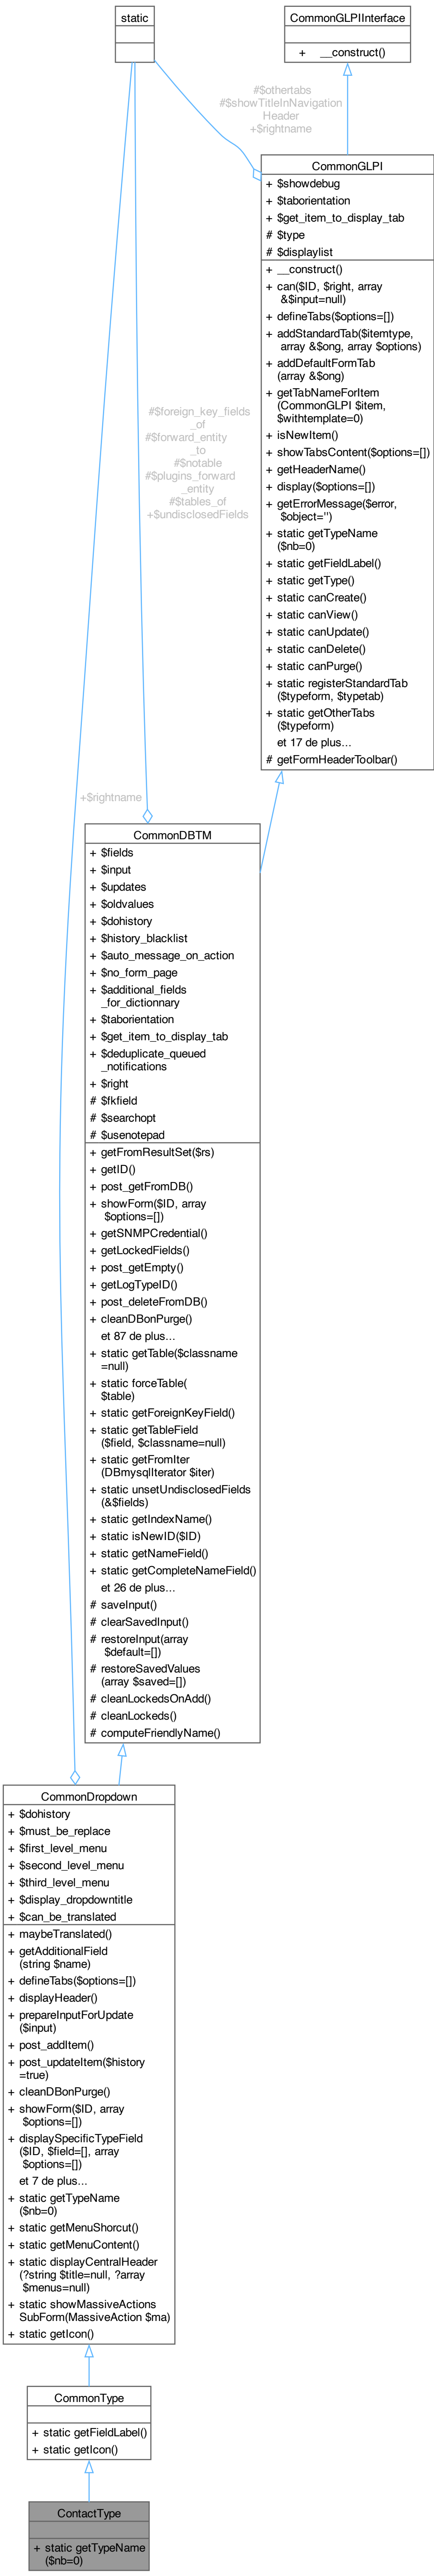 static
CommonGLPIInterface
+ __construct()
#$othertabs
#$showTitleInNavigation
Header
+$rightname
CommonGLPI
+ $showdebug
+ $taborientation
+ $get_item_to_display_tab
# $type
# $displaylist
+ __construct()
+ can($ID, $right, array
&$input=null)
+ defineTabs($options=[])
+ addStandardTab($itemtype,
array &$ong, array $options)
+ addDefaultFormTab
(array &$ong)
+ getTabNameForItem
(CommonGLPI $item,
$withtemplate=0)
+ isNewItem()
+ showTabsContent($options=[])
+ getHeaderName()
+ display($options=[])
+ getErrorMessage($error,
$object='')
+ static getTypeName
($nb=0)
+ static getFieldLabel()
+ static getType()
+ static canCreate()
+ static canView()
+ static canUpdate()
+ static canDelete()
+ static canPurge()
+ static registerStandardTab
($typeform, $typetab)
+ static getOtherTabs
($typeform)
et 17 de plus...
# getFormHeaderToolbar()
#$foreign_key_fields
_of
#$forward_entity
_to
#$notable
#$plugins_forward
_entity
#$tables_of
+$undisclosedFields
+$rightname
CommonDBTM
+ $fields
+ $input
+ $updates
+ $oldvalues
+ $dohistory
+ $history_blacklist
+ $auto_message_on_action
+ $no_form_page
+ $additional_fields
_for_dictionnary
+ $taborientation
+ $get_item_to_display_tab
+ $deduplicate_queued
_notifications
+ $right
# $fkfield
# $searchopt
# $usenotepad
+ getFromResultSet($rs)
+ getID()
+ post_getFromDB()
+ showForm($ID, array
$options=[])
+ getSNMPCredential()
+ getLockedFields()
+ post_getEmpty()
+ getLogTypeID()
+ post_deleteFromDB()
+ cleanDBonPurge()
et 87 de plus...
+ static getTable($classname
=null)
+ static forceTable(
$table)
+ static getForeignKeyField()
+ static getTableField
($field, $classname=null)
+ static getFromIter
(DBmysqlIterator $iter)
+ static unsetUndisclosedFields
(&$fields)
+ static getIndexName()
+ static isNewID($ID)
+ static getNameField()
+ static getCompleteNameField()
et 26 de plus...
# saveInput()
# clearSavedInput()
# restoreInput(array
$default=[])
# restoreSavedValues
(array $saved=[])
# cleanLockedsOnAdd()
# cleanLockeds()
# computeFriendlyName()
CommonDropdown
+ $dohistory
+ $must_be_replace
+ $first_level_menu
+ $second_level_menu
+ $third_level_menu
+ $display_dropdowntitle
+ $can_be_translated
+ maybeTranslated()
+ getAdditionalField
(string $name)
+ defineTabs($options=[])
+ displayHeader()
+ prepareInputForUpdate
($input)
+ post_addItem()
+ post_updateItem($history
=true)
+ cleanDBonPurge()
+ showForm($ID, array
$options=[])
+ displaySpecificTypeField
($ID, $field=[], array
$options=[])
et 7 de plus...
+ static getTypeName
($nb=0)
+ static getMenuShorcut()
+ static getMenuContent()
+ static displayCentralHeader
(?string $title=null, ?array
$menus=null)
+ static showMassiveActions
SubForm(MassiveAction $ma)
+ static getIcon()
CommonType
+ static getFieldLabel()
+ static getIcon()
ContactType
+ static getTypeName
($nb=0)